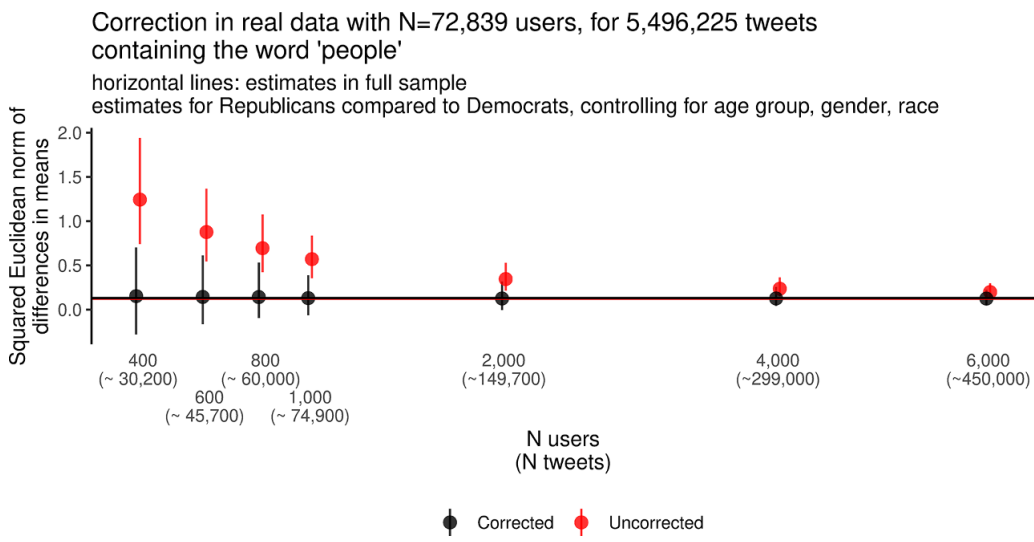 Correction in real data with N=72,839 users, for 5,496,225 tweets
containing the word 'people'
horizontal lines: estimates in full sample
estimates for Republicans compared to Democrats, controlling for age group, gender, race
Squared Euclidean norm of
differences in means
2.0
1.5
1.0
0.5
0.0
400
(~ 30,200)
600
(~ 45,700)
800
(~ 60,000)
1,000
(~ 74,900)
2,000
(~149,700)
4,000
(~299,000)
6,000
(~450,000)
N users
(N tweets)
Corrected
Uncorrected